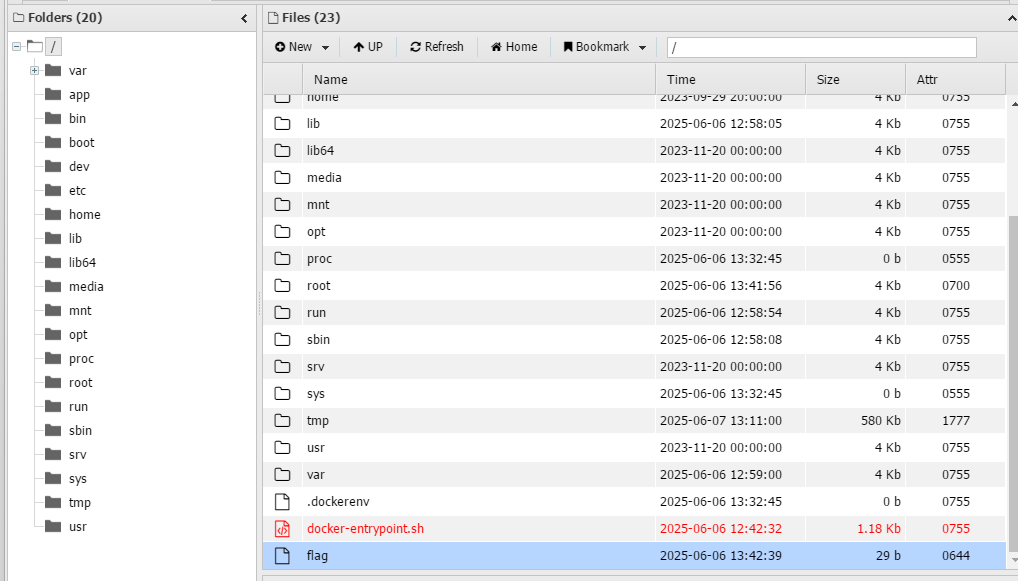 Folders (20)
/
var
app
bin
boot
dev
etc
home
lib
lib64
media
mnt
opt
proc
root
run
sbin
srv
sys
tmp
usr
Files (23)
New UP Refresh Home Bookmark /
Name Time Size Attr
home 2023-09-29 20:00:00 4 Kb 0755
lib 2025-06-06 12:58:05 4 Kb 0755
lib64 2023-11-20 00:00:00 4 Kb 0755
media 2023-11-20 00:00:00 4 Kb 0755
mnt 2023-11-20 00:00:00 4 Kb 0755
opt 2023-11-20 00:00:00 4 Kb 0755
proc 2025-06-06 13:32:45 0 b 0555
root 2025-06-06 13:41:56 4 Kb 0700
run 2025-06-06 12:58:54 4 Kb 0755
sbin 2025-06-06 12:58:08 4 Kb 0755
srv 2023-11-20 00:00:00 4 Kb 0755
sys 2025-06-06 13:32:45 0 b 0555
tmp 2025-06-07 13:11:00 580 Kb 1777
usr 2023-11-20 00:00:00 4 Kb 0755
var 2025-06-06 12:59:00 4 Kb 0755
.dockerenv 2025-06-06 13:32:45 0 b 0755
docker-entrypoint.sh 2025-06-06 12:42:32 1.18 Kb 0755
flag 2025-06-06 13:42:39 29 b 0644